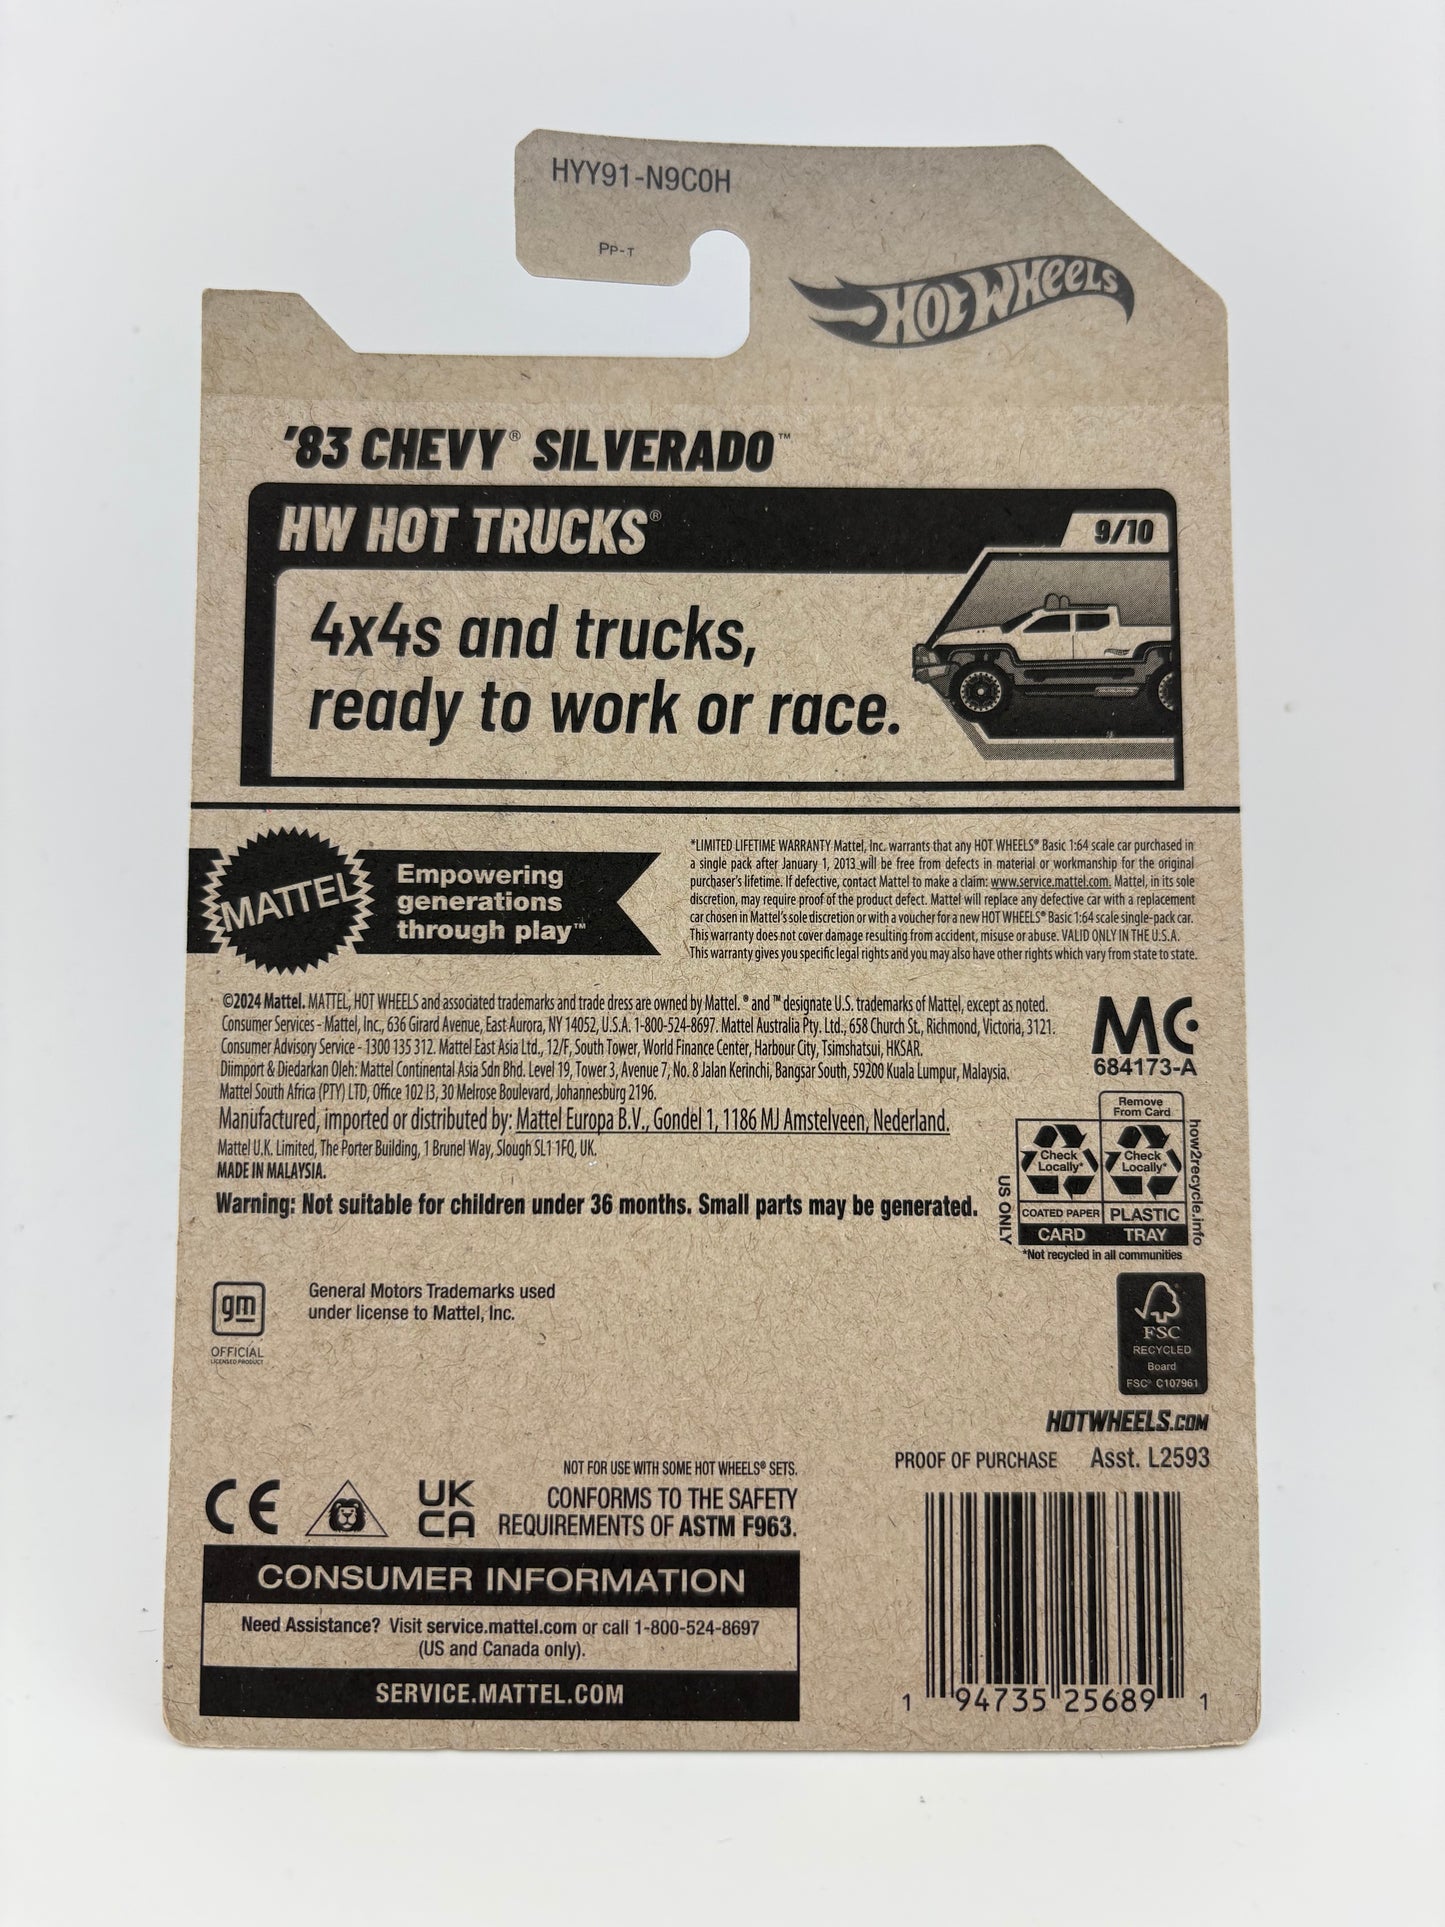 HYY91-N9C0H
PP-T
HOT WHEELS
'83 CHEVY® SILVERADO™
HW HOT TRUCKS®
9/10
4x4s and trucks,
ready to work or race.
MATTEL
Empowering
generations
through play™
*LIMITED LIFETIME WARRANTY Mattel, Inc. warrants that any HOT WHEELS® Basic 1:64 scale car purchased in
a single pack after January 1, 2013 will be free from defects in material or workmanship for the original
purchaser's lifetime. If defective, contact Mattel to make a claim: www.service.mattel.com. Mattel, in its sole
discretion, may require proof of the product defect. Mattel will replace any defective car with a replacement
car chosen in Mattel's sole discretion or with a voucher for a new HOT WHEELS® Basic 1:64 scale single-pack car.
This warranty does not cover damage resulting from accident, misuse or abuse. VALID ONLY IN THE U.S.A.
This warranty gives you specific legal rights and you may also have other rights which vary from state to state.
©2024 Mattel. MATTEL, HOT WHEELS and associated trademarks and trade dress are owned by Mattel. ® and ™ designate U.S. trademarks of Mattel, except as noted.
Consumer Services - Mattel, Inc., 636 Girard Avenue, East Aurora, NY 14052, U.S.A. 1-800-524-8697. Mattel Australia Pty. Ltd., 658 Church St., Richmond, Victoria, 3121.
Consumer Advisory Service - 1300 135 312. Mattel East Asia Ltd., 12/F, South Tower, World Finance Center, Harbour City, Tsimshatsui, HKSAR.
Diimport & Diedarkan Oleh: Mattel Continental Asia Sdn Bhd. Level 19, Tower 3, Avenue 7, No. 8 Jalan Kerinchi, Bangsar South, 59200 Kuala Lumpur, Malaysia.
Mattel South Africa (PTY) LTD, Office 102 I3, 30 Melrose Boulevard, Johannesburg 2196.
Manufactured, imported or distributed by: Mattel Europa B.V., Gondel 1, 1186 MJ Amstelveen, Nederland.
Mattel U.K. Limited, The Porter Building, 1 Brunel Way, Slough SL1 1FQ, UK.
MADE IN MALAYSIA.
Warning: Not suitable for children under 36 months. Small parts may be generated.
MC
684173-A
Remove
From Card
Check
Locally*
Check
Locally*
COATED PAPER
PLASTIC
CARD
TRAY
US ONLY
how2recycle.info
*Not recycled in all communities
gm
OFFICIAL
LICENSED PRODUCT
General Motors Trademarks used
under license to Mattel, Inc.
FSC
RECYCLED
Board
FSC® C107961
HOTWHEELS.COM
PROOF OF PURCHASE Asst. L2593
NOT FOR USE WITH SOME HOT WHEELS® SETS.
CE
UK
CA
CONFORMS TO THE SAFETY
REQUIREMENTS OF ASTM F963.
CONSUMER INFORMATION
Need Assistance? Visit service.mattel.com or call 1-800-524-8697
(US and Canada only).
SERVICE.MATTEL.COM
1 94735 25689 1